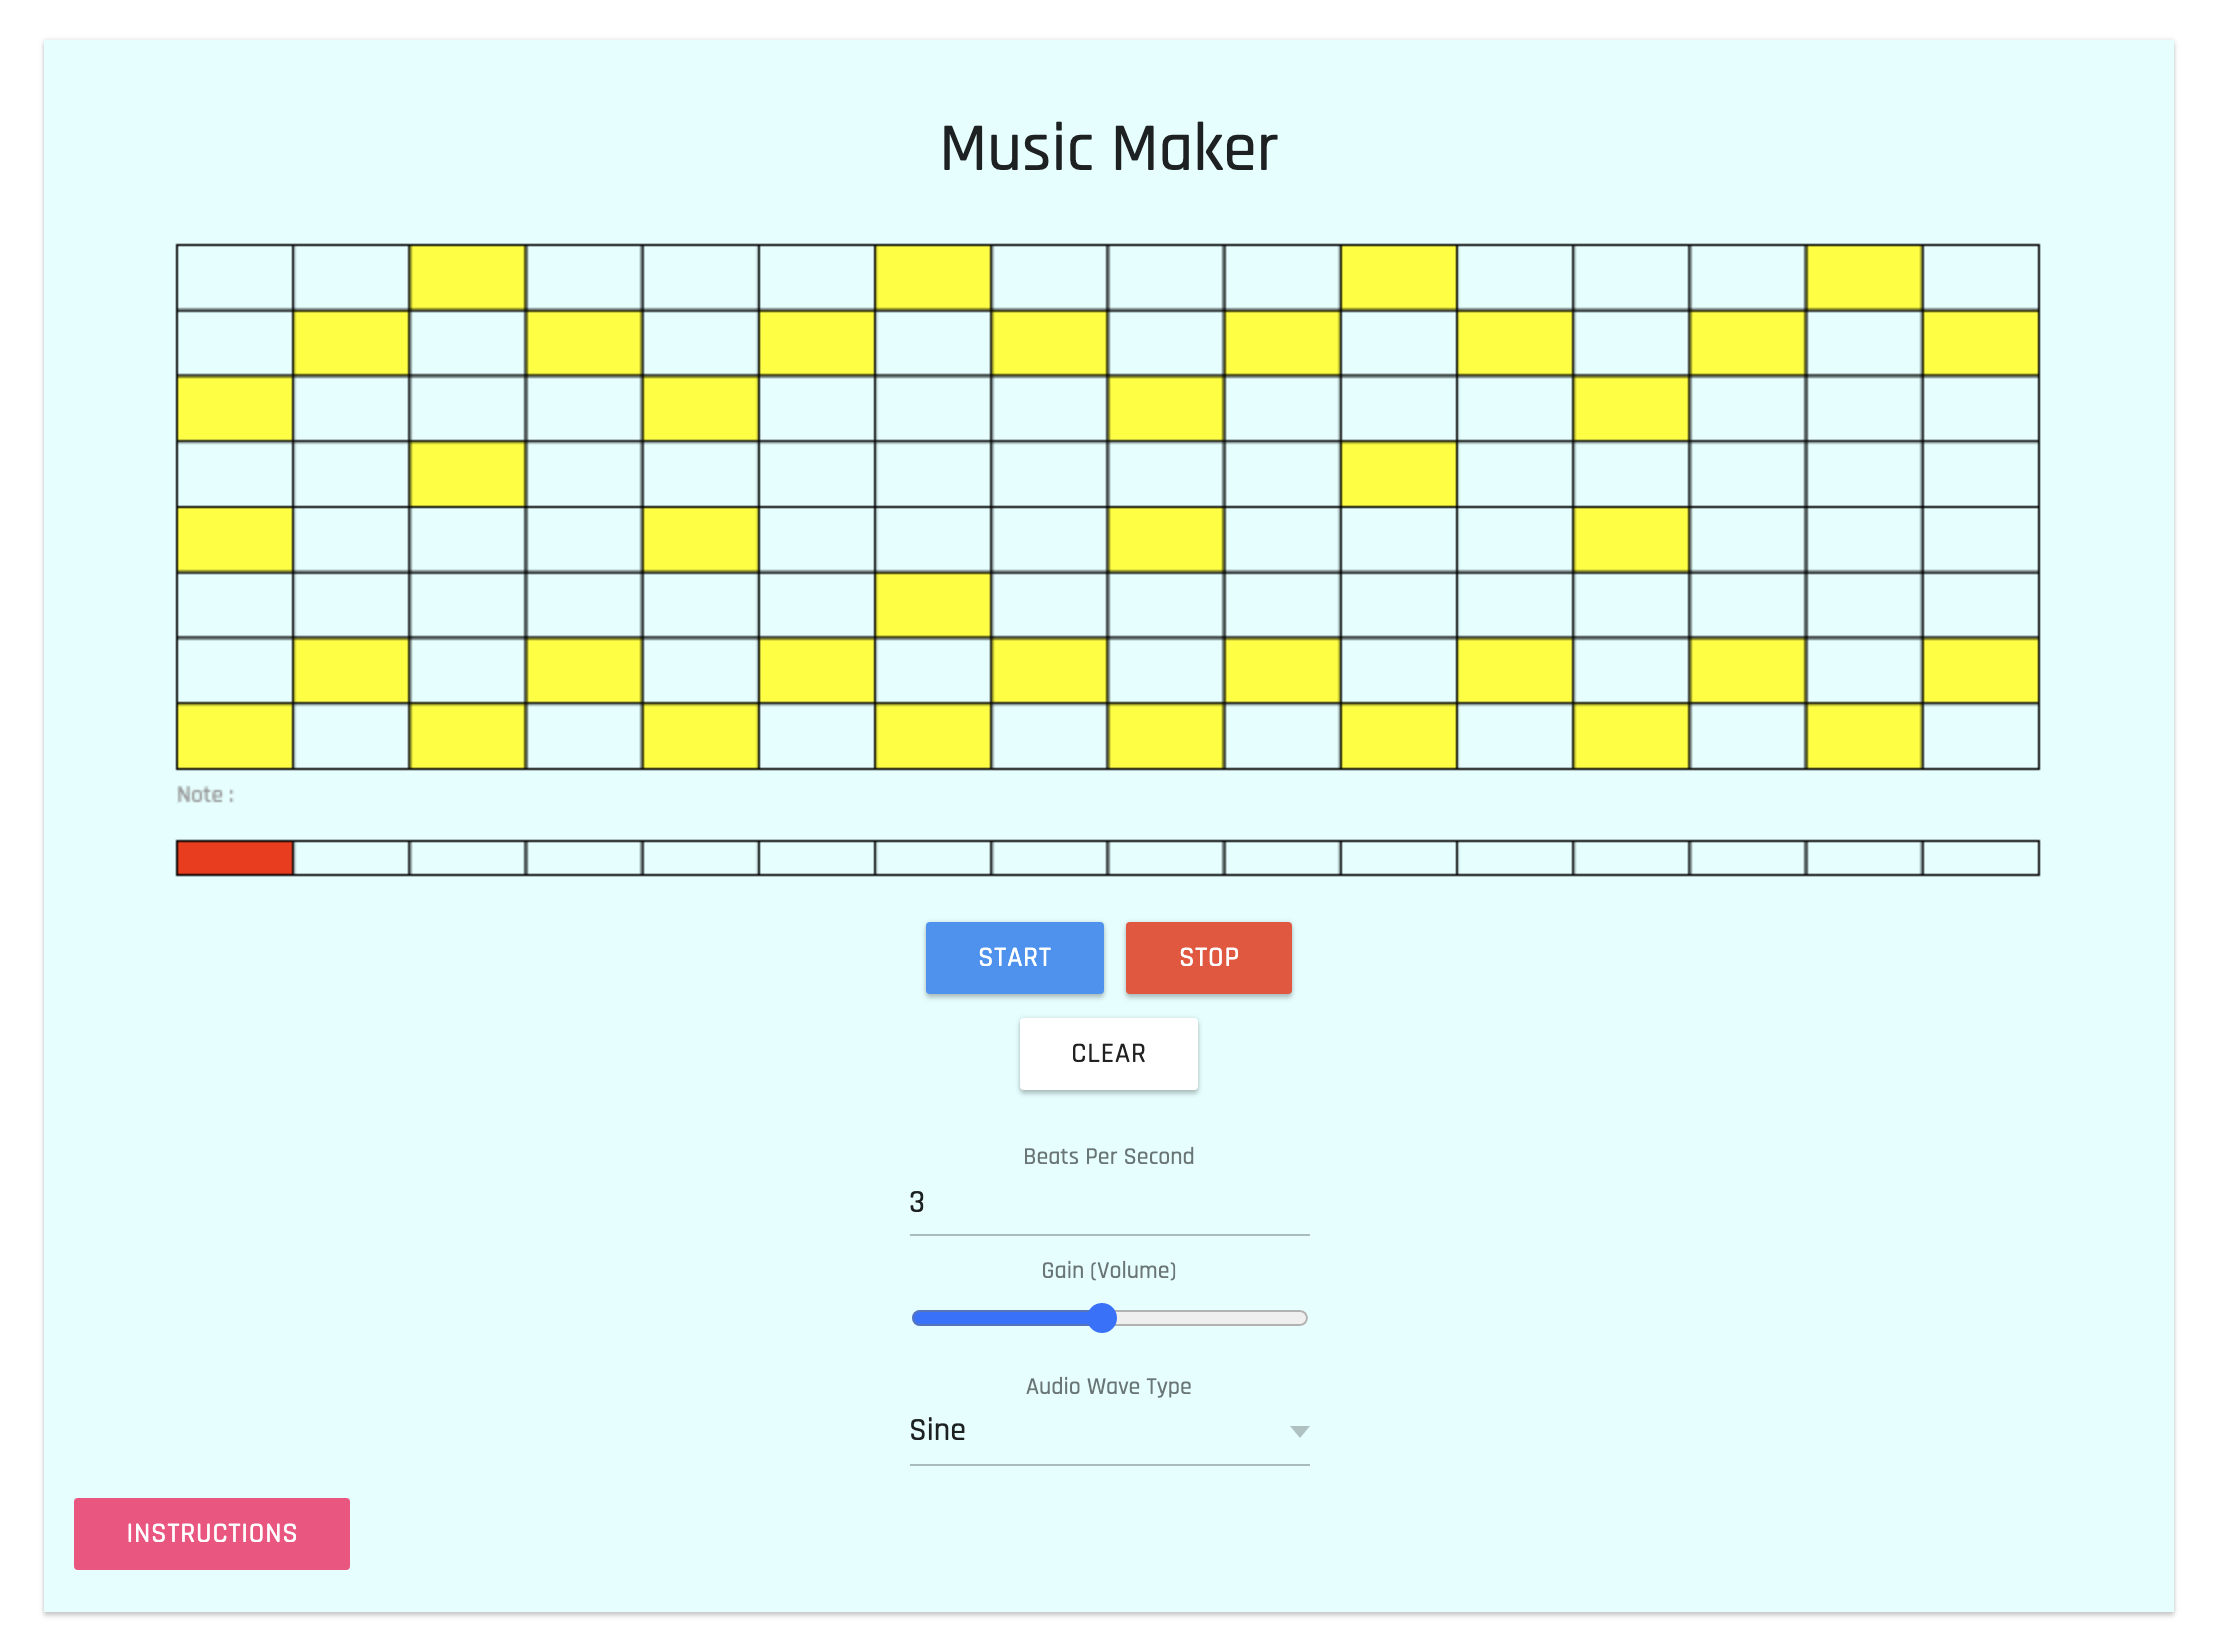 Music Maker
Note :
START STOP
CLEAR
Beats Per Second
3
Gain (Volume)
Audio Wave Type
Sine
INSTRUCTIONS